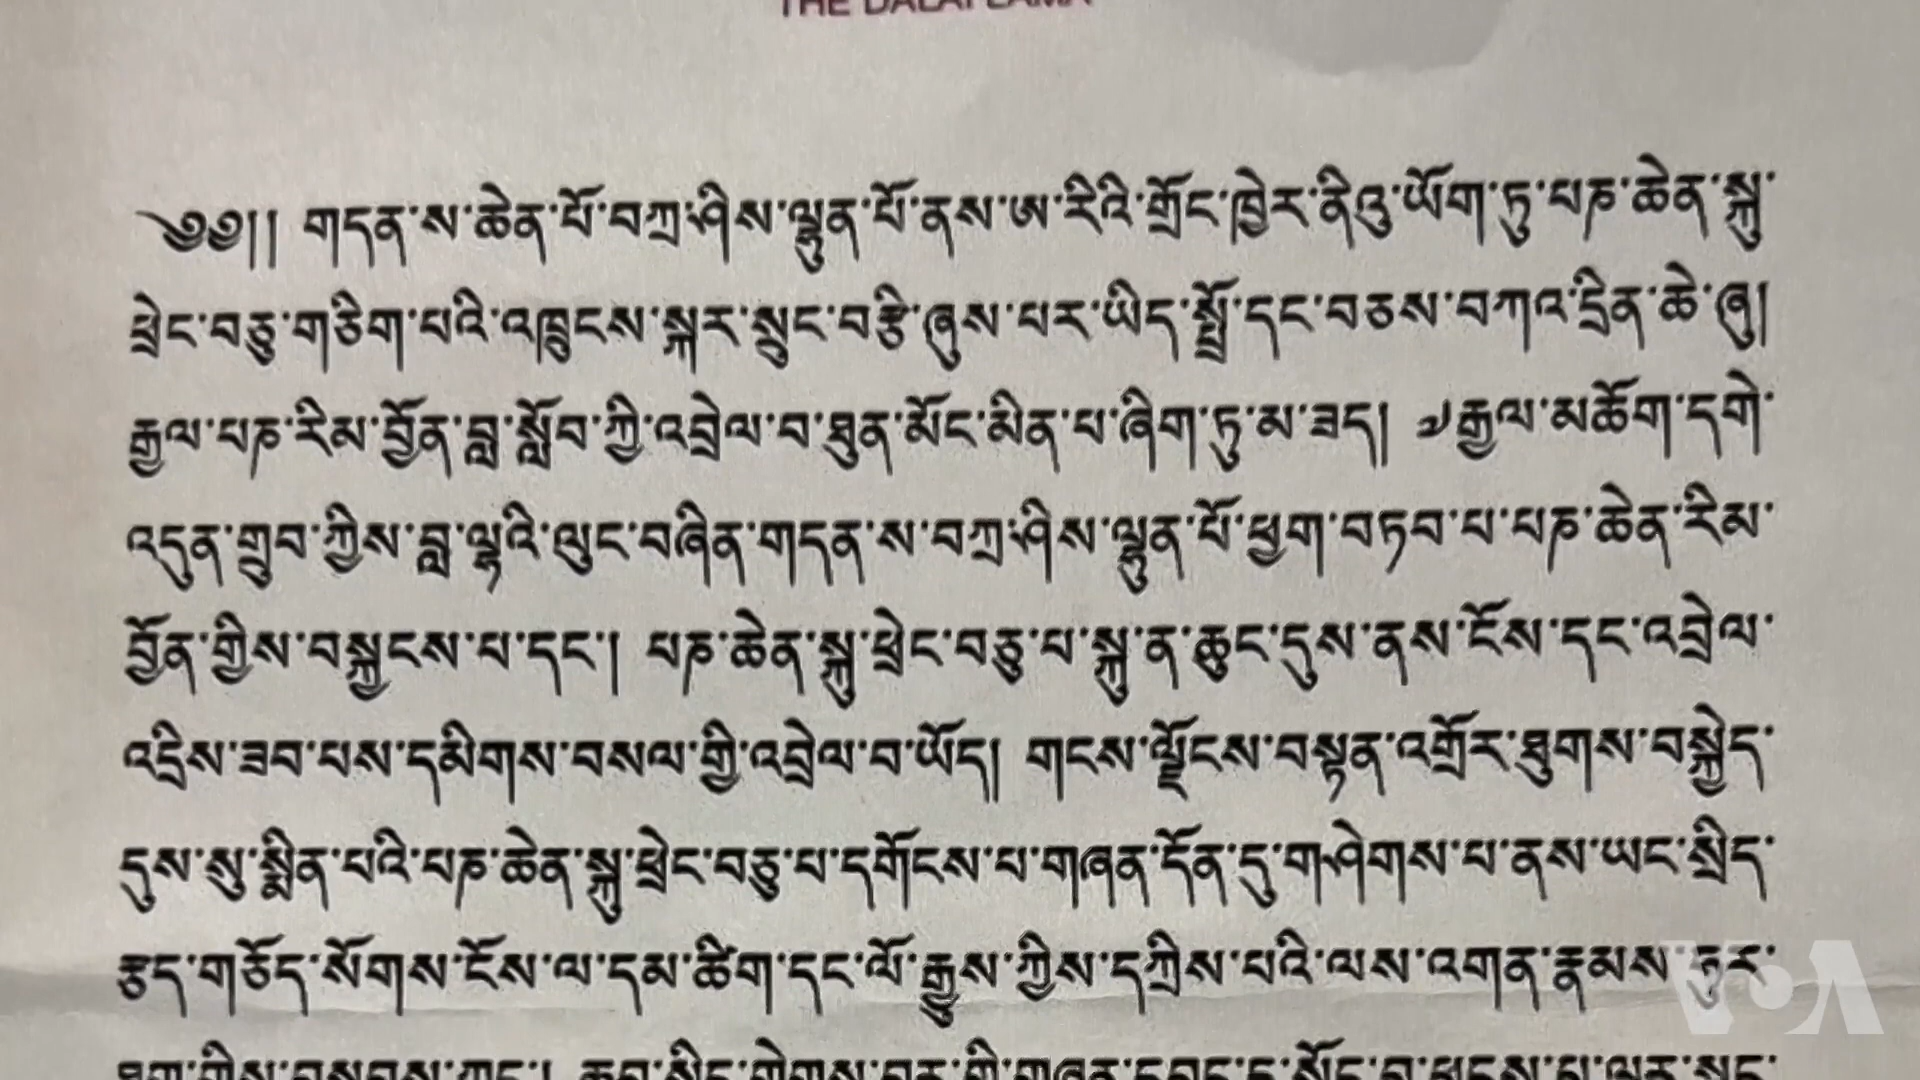 THE DALAI LAMA
༄༅།། གདན་ས་ཆེན་པོ་བཀྲ་ཤིས་ལྷུན་པོ་ནས་ཨ་རིའི་གྲོང་ཁྱེར་ནིའུ་ཡོག་ཏུ་པཎ་ཆེན་སྐུ་
ཕྲེང་བཅུ་གཅིག་པའི་འཁྲུངས་སྐར་སྲུང་བརྩི་ཞུས་པར་ཡིད་སྤྲོ་དང་བཅས་བཀའ་དྲིན་ཆེ་ཞུ།
རྒྱལ་པཎ་རིམ་བྱོན་བླ་སློབ་ཀྱི་འབྲེལ་བ་ཐུན་མོང་མིན་པ་ཞིག་ཏུ་མ་ཟད། ༧རྒྱལ་མཆོག་དགེ་
འདུན་གྲུབ་ཀྱིས་བླ་ལྷའི་ལུང་བཞིན་གདན་ས་བཀྲ་ཤིས་ལྷུན་པོ་ཕྱག་བཏབ་པ་པཎ་ཆེན་རིམ་
བྱོན་གྱིས་བསྐྱངས་པ་དང་། པཎ་ཆེན་སྐུ་ཕྲེང་བཅུ་པ་སྐུ་ན་ཆུང་དུས་ནས་ངོས་དང་འབྲེལ་
འདྲིས་ཟབ་པས་དམིགས་བསལ་གྱི་འབྲེལ་བ་ཡོད། གངས་ལྗོངས་བསྟན་འགྲོར་ཐུགས་བསྐྱེད་
དུས་སུ་སྨིན་པའི་པཎ་ཆེན་སྐུ་ཕྲེང་བཅུ་པ་དགོངས་པ་གཞན་དོན་དུ་གཤེགས་པ་ནས་ཡང་སྲིད་
རྩད་གཅོད་སོགས་ངོས་ལ་དམ་ཚིག་དང་ལོ་རྒྱུས་ཀྱིས་དཀྲིས་པའི་ལས་འགན་རྣམས་ཧུར་
VOA